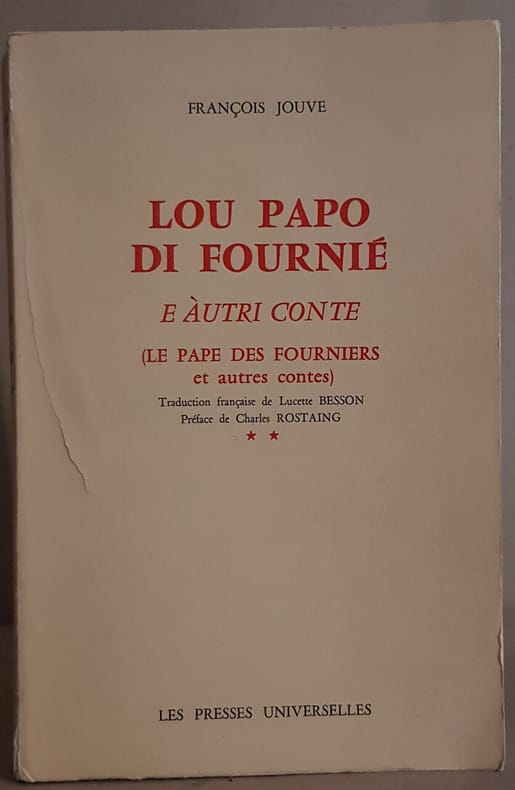 FRANÇOIS JOUVE
LOU PAPO
DI FOURNIÉ
E ÀUTRI CONTE
(LE PAPE DES FOURNIERS
et autres contes)
Traduction française de Lucette BESSON
Préface de Charles ROSTAING
★ ★
LES PRESSES UNIVERSELLES